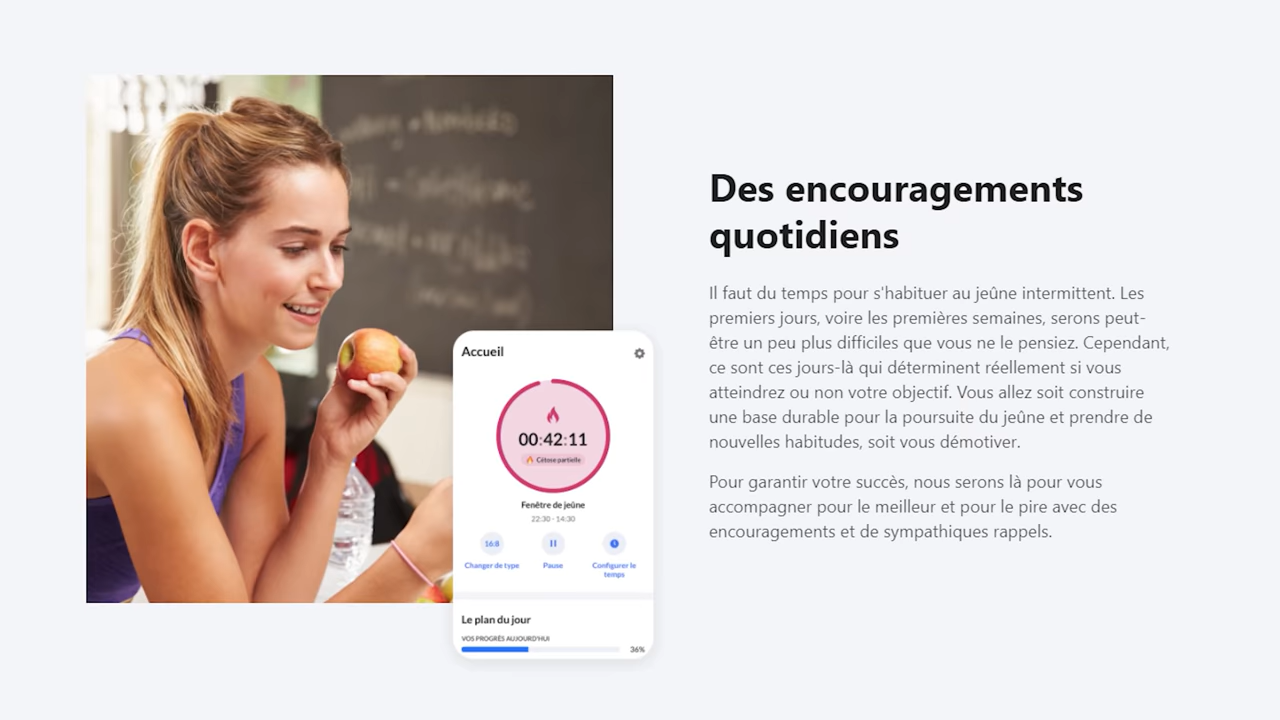 Des encouragements
quotidiens
Il faut du temps pour s'habituer au jeûne intermittent. Les
premiers jours, voire les premières semaines, serons peut-
être un peu plus difficiles que vous ne le pensiez. Cependant,
ce sont ces jours-là qui déterminent réellement si vous
atteindrez ou non votre objectif. Vous allez soit construire
une base durable pour la poursuite du jeûne et prendre de
nouvelles habitudes, soit vous démotiver.
Pour garantir votre succès, nous serons là pour vous
accompagner pour le meilleur et pour le pire avec des
encouragements et de sympathiques rappels.
Accueil
00:42:11
Cétose partielle
Fenêtre de jeûne
22:30 - 14:30
16:8
Changer de type
Pause
Configurer le
temps
Le plan du jour
VOS PROGRÈS AUJOURD'HUI
36%